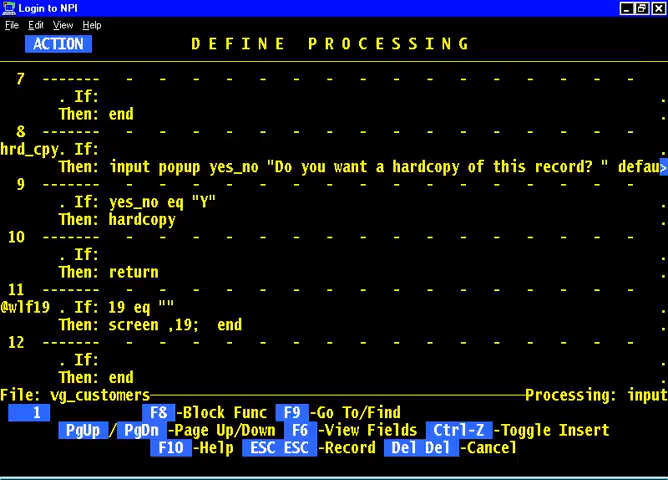 Login to NPI
File Edit View Help
ACTION D E F I N E P R O C E S S I N G
7 ------- - - - - - - - - - - - - - - - -
. If: .
Then: end
8 ------- - - - - - - - - - - - - - - - -
hrd_cpy. If: .
Then: input popup yes_no "Do you want a hardcopy of this record? " defau>
9 ------- - - - - - - - - - - - - - - - -
. If: yes_no eq "Y" .
Then: hardcopy
10 ------- - - - - - - - - - - - - - - - -
. If: .
Then: return
11 ------- - - - - - - - - - - - - - - - -
@wlf19 . If: 19 eq "" .
Then: screen ,19; end
12 ------- - - - - - - - - - - - - - - - -
. If: .
Then: end
File: vg_customers Processing: input
1 F8-Block Func F9-Go To/Find
PgUp/PgDn-Page Up/Down F6-View Fields Ctrl-Z-Toggle Insert
F10-Help ESC ESC-Record Del Del-Cancel